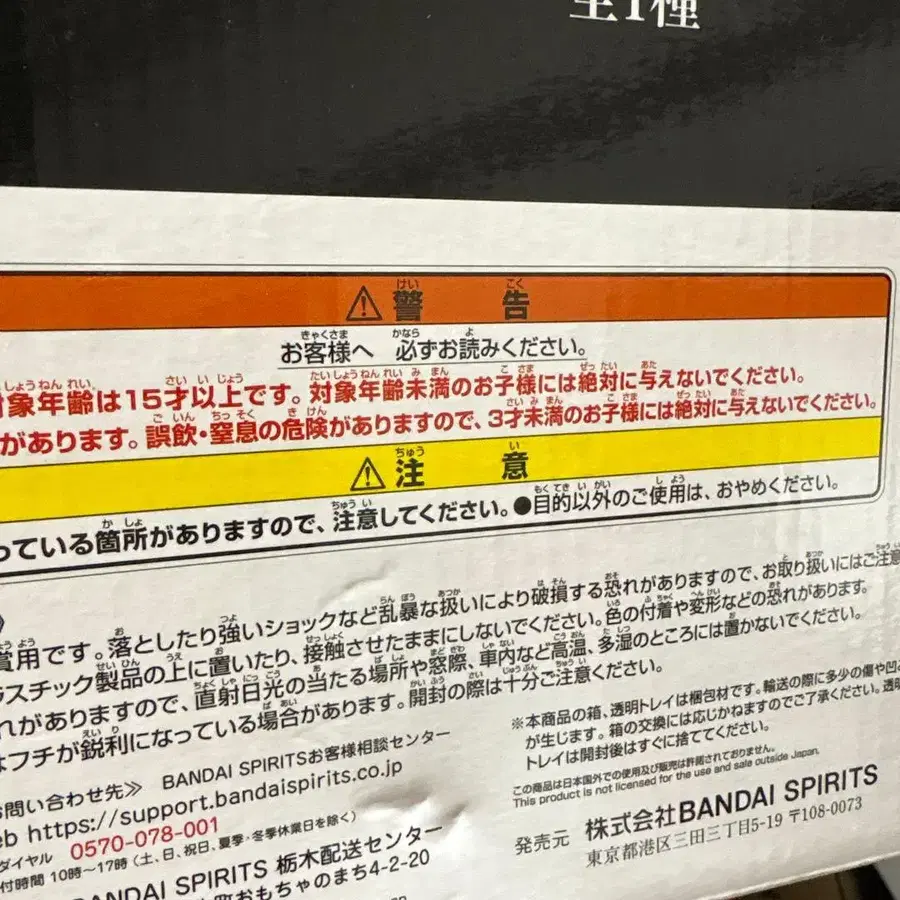 全1種
警告
お客様へ 必ずお読みください。
対象年齢は15才以上です。対象年齢未満のお子様には絶対に与えないでください。
があります。誤飲・窒息の危険がありますので、3才未満のお子様には絶対に与えないでください。
注意
っている箇所がありますので、注意してください。●目的以外のご使用は、おやめください。
賞用です。落としたり強いショックなど乱暴な扱いにより破損する恐れがありますので、お取り扱いにはご注意
ラスチック製品の上に置いたり、接触させたままにしないでください。色の付着や変形などの恐れがあります。
れがありますので、直射日光の当たる場所や窓際、車内など高温、多湿のところには置かないでください。
はフチが鋭利になっている場合があります。開封の際は十分ご注意ください。
お問い合わせ先≫ BANDAI SPIRITSお客様相談センター
eb https://support.bandaispirits.co.jp
ダイヤル 0570-078-001
付時間 10時〜17時(土、日、祝日、夏季・冬季休業日を除く)
BANDAI SPIRITS 栃木配送センター
町おもちゃのまち4-2-20
※本商品の箱、透明トレイは梱包材です。輸送の際に多少の傷や凹み
が生じます。箱の交換には応じかねますのでご了承ください。透明
トレイは開封後はすぐに捨ててください。
この商品は日本国外での使用及び販売は許諾されておりません。
This product is not licensed for the use and sale outside Japan.
発売元 株式会社BANDAI SPIRITS
東京都港区三田三丁目5-19 〒108-0073